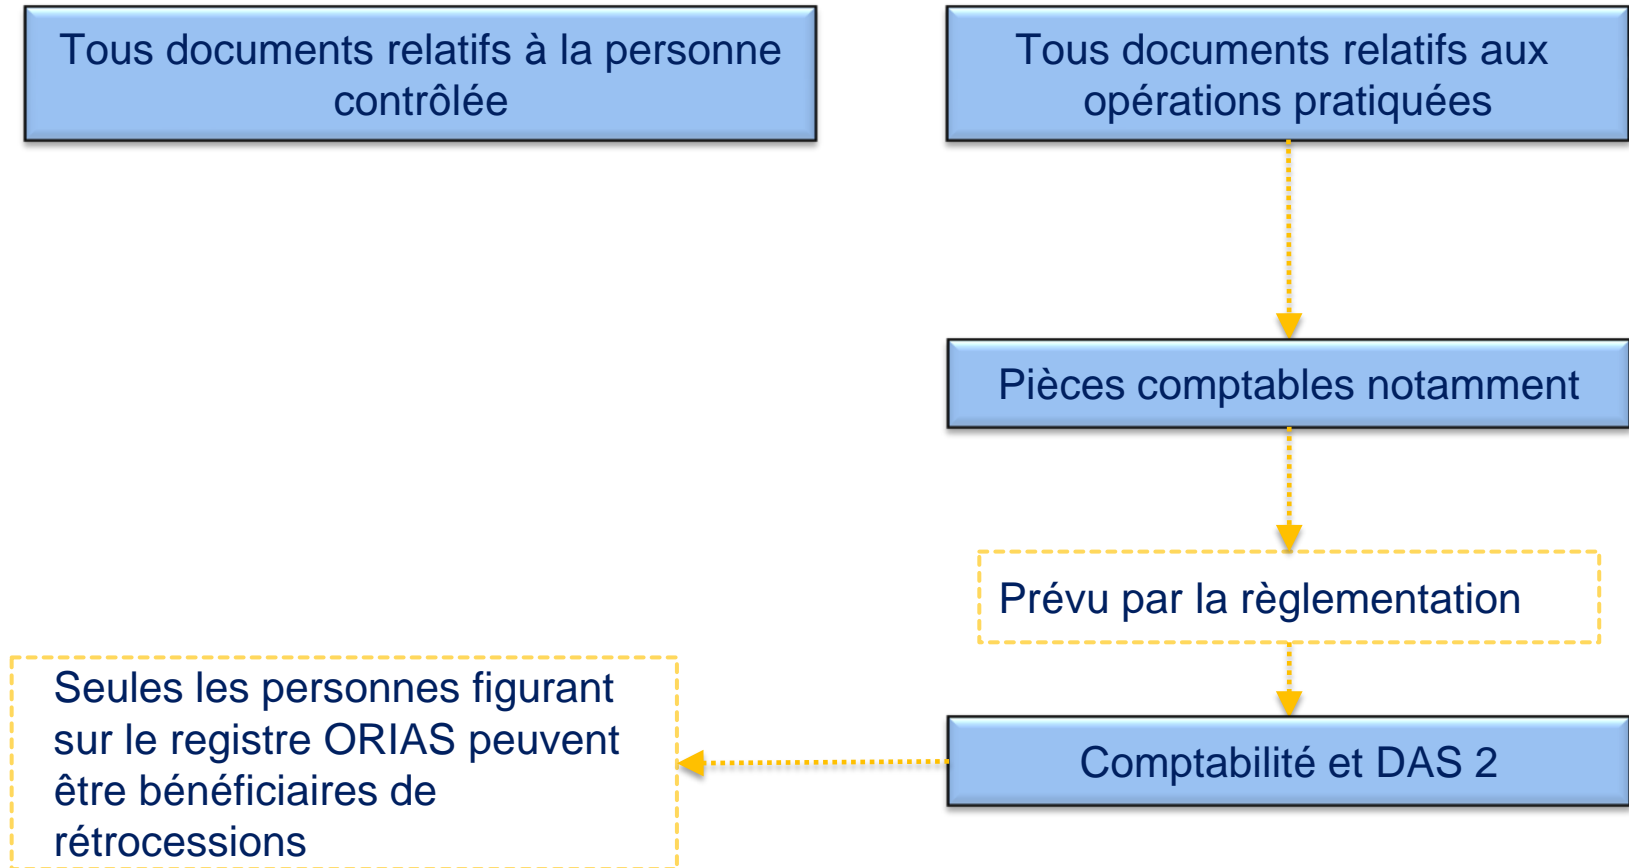 Tous documents relatifs à la personne
contrôlée
Tous documents relatifs aux
opérations pratiquées
Pièces comptables notamment
Prévu par la règlementation
Seules les personnes figurant
sur le registre ORIAS peuvent
être bénéficiaires de
rétrocessions
Comptabilité et DAS 2